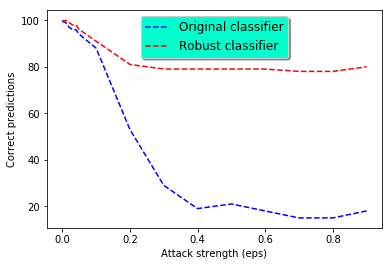 Original classifier
Robust classifier
100
80
60
40
20
Correct predictions
0.0
0.2
0.4
0.6
0.8
Attack strength (eps)